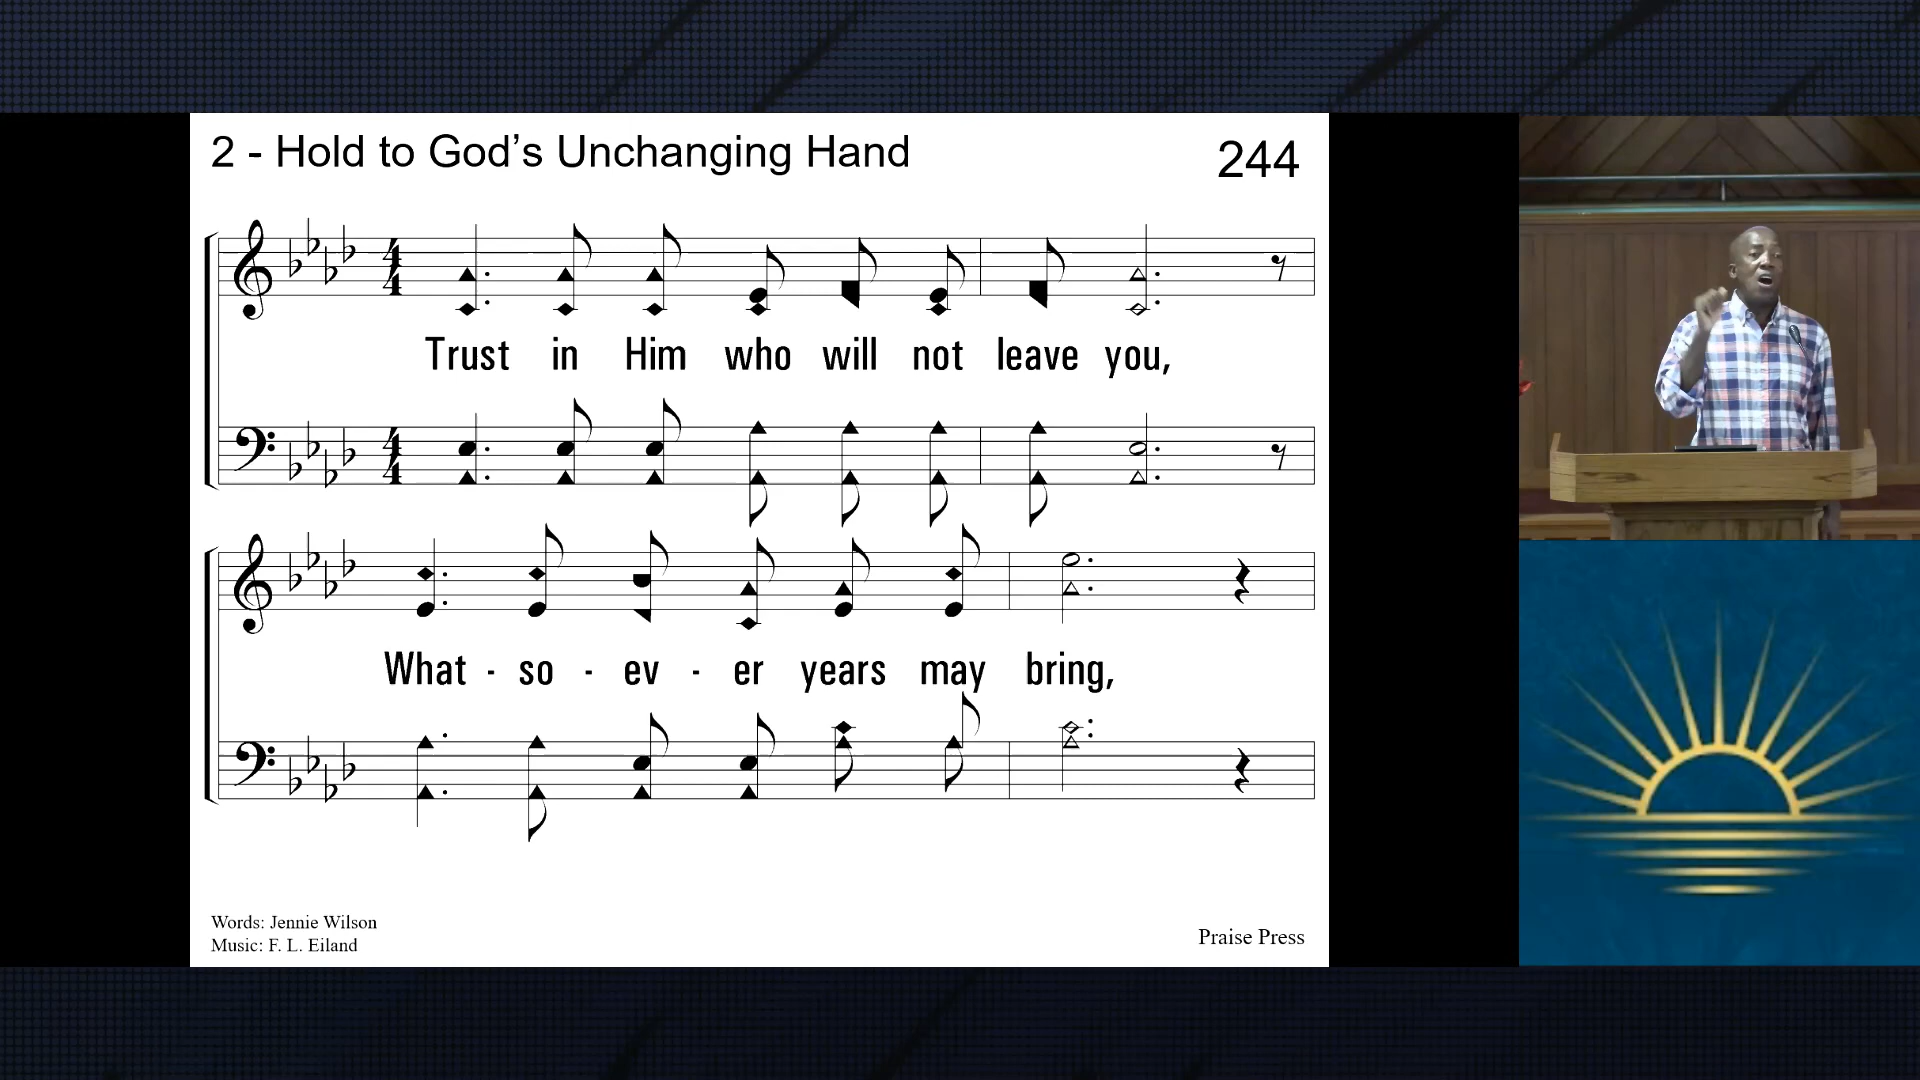 2 - Hold to God’s Unchanging Hand
244
Trust in Him who will not leave you,
What - so - ev - er years may bring,
Words: Jennie Wilson
Music: F. L. Eiland
Praise Press